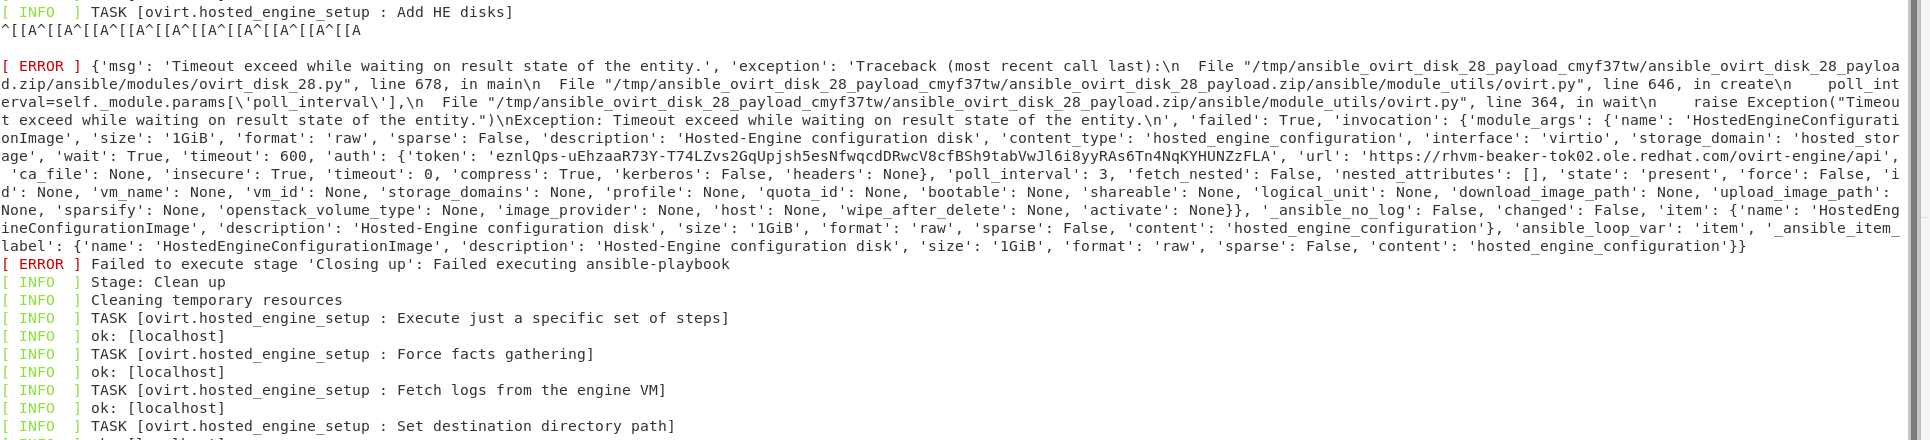 [ INFO  ] TASK [ovirt.hosted_engine_setup : Add HE disks]
^[[A^[[A^[[A^[[A^[[A^[[A^[[A^[[A^[[A^[[A
[ ERROR ] {'msg': 'Timeout exceed while waiting on result state of the entity.', 'exception': 'Traceback (most recent call last):\n  File "/tmp/ansible_ovirt_disk_28_payload_cmyf37tw/ansible_ovirt_disk_28_payloa
d.zip/ansible/modules/ovirt_disk_28.py", line 678, in main\n  File "/tmp/ansible_ovirt_disk_28_payload_cmyf37tw/ansible_ovirt_disk_28_payload.zip/ansible/module_utils/ovirt.py", line 646, in create\n    poll_int
erval=self._module.params[\'poll_interval\'],\n  File "/tmp/ansible_ovirt_disk_28_payload_cmyf37tw/ansible_ovirt_disk_28_payload.zip/ansible/module_utils/ovirt.py", line 364, in wait\n    raise Exception("Timeou
t exceed while waiting on result state of the entity.")\nException: Timeout exceed while waiting on result state of the entity.\n', 'failed': True, 'invocation': {'module_args': {'name': 'HostedEngineConfigurati
onImage', 'size': '1GiB', 'format': 'raw', 'sparse': False, 'description': 'Hosted-Engine configuration disk', 'content_type': 'hosted_engine_configuration', 'interface': 'virtio', 'storage_domain': 'hosted_stor
age', 'wait': True, 'timeout': 600, 'auth': {'token': 'eznlQps-uEhzaaR73Y-T74LZvs2GqUpjsh5esNfwqcdDRwcV8cfBSh9tabVwJl6i8yyRAs6Tn4NqKYHUNZzFLA', 'url': 'https://rhvm-beaker-tok02.ole.redhat.com/ovirt-engine/api',
 'ca_file': None, 'insecure': True, 'timeout': 0, 'compress': True, 'kerberos': False, 'headers': None}, 'poll_interval': 3, 'fetch_nested': False, 'nested_attributes': [], 'state': 'present', 'force': False, 'i
d': None, 'vm_name': None, 'vm_id': None, 'storage_domains': None, 'profile': None, 'quota_id': None, 'bootable': None, 'shareable': None, 'logical_unit': None, 'download_image_path': None, 'upload_image_path': 
None, 'sparsify': None, 'openstack_volume_type': None, 'image_provider': None, 'host': None, 'wipe_after_delete': None, 'activate': None}}, '_ansible_no_log': False, 'changed': False, 'item': {'name': 'HostedEng
ineConfigurationImage', 'description': 'Hosted-Engine configuration disk', 'size': '1GiB', 'format': 'raw', 'sparse': False, 'content': 'hosted_engine_configuration'}, 'ansible_loop_var': 'item', '_ansible_item_
label': {'name': 'HostedEngineConfigurationImage', 'description': 'Hosted-Engine configuration disk', 'size': '1GiB', 'format': 'raw', 'sparse': False, 'content': 'hosted_engine_configuration'}}
[ ERROR ] Failed to execute stage 'Closing up': Failed executing ansible-playbook
[ INFO  ] Stage: Clean up
[ INFO  ] Cleaning temporary resources
[ INFO  ] TASK [ovirt.hosted_engine_setup : Execute just a specific set of steps]
[ INFO  ] ok: [localhost]
[ INFO  ] TASK [ovirt.hosted_engine_setup : Force facts gathering]
[ INFO  ] ok: [localhost]
[ INFO  ] TASK [ovirt.hosted_engine_setup : Fetch logs from the engine VM]
[ INFO  ] ok: [localhost]
[ INFO  ] TASK [ovirt.hosted_engine_setup : Set destination directory path]